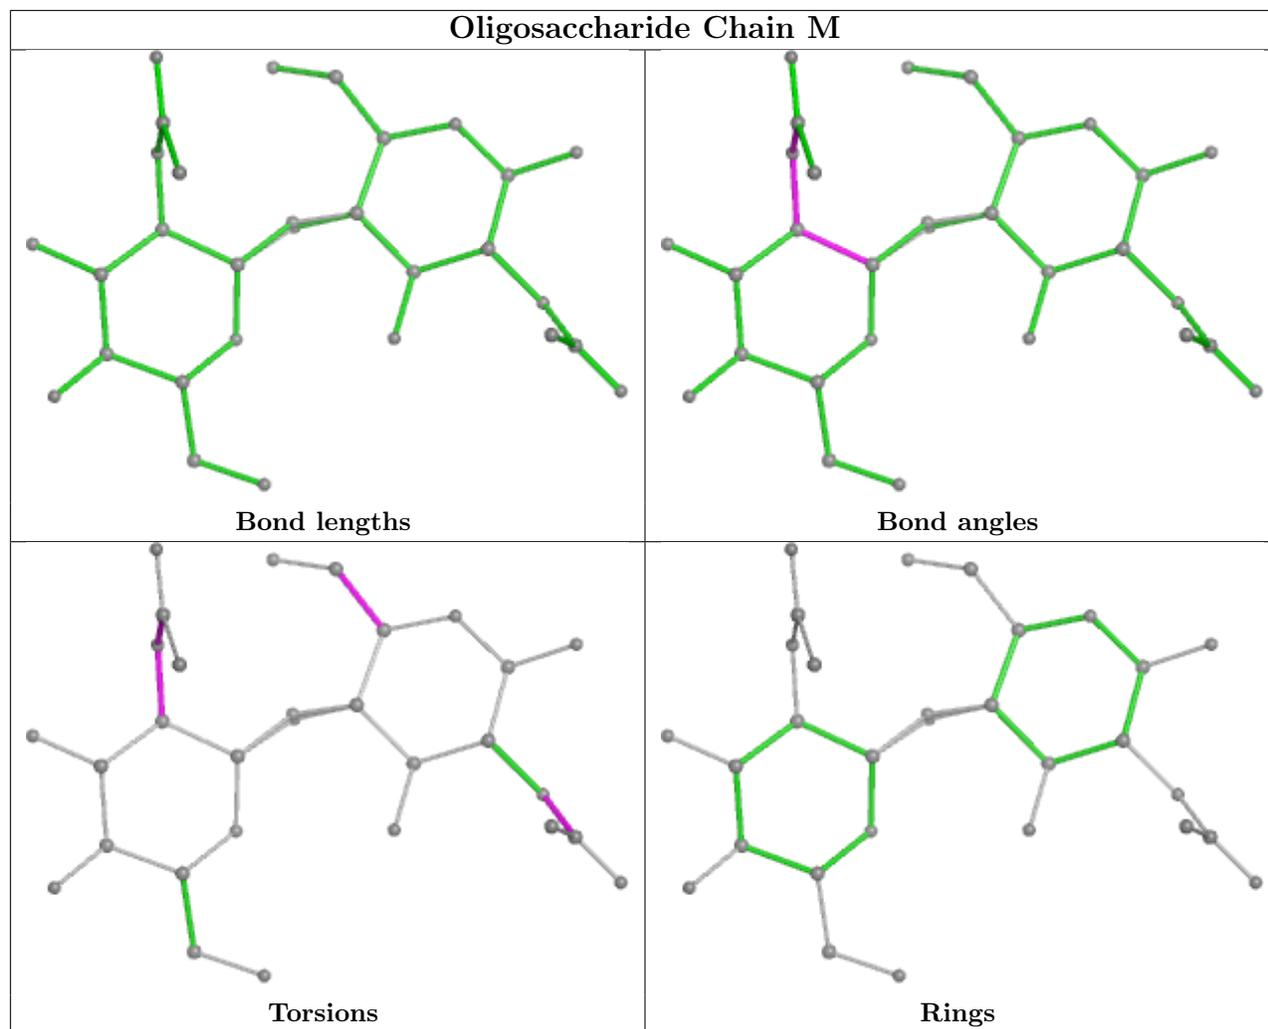 Oligosaccharide Chain M
Bond lengths
Bond angles
Torsions
Rings